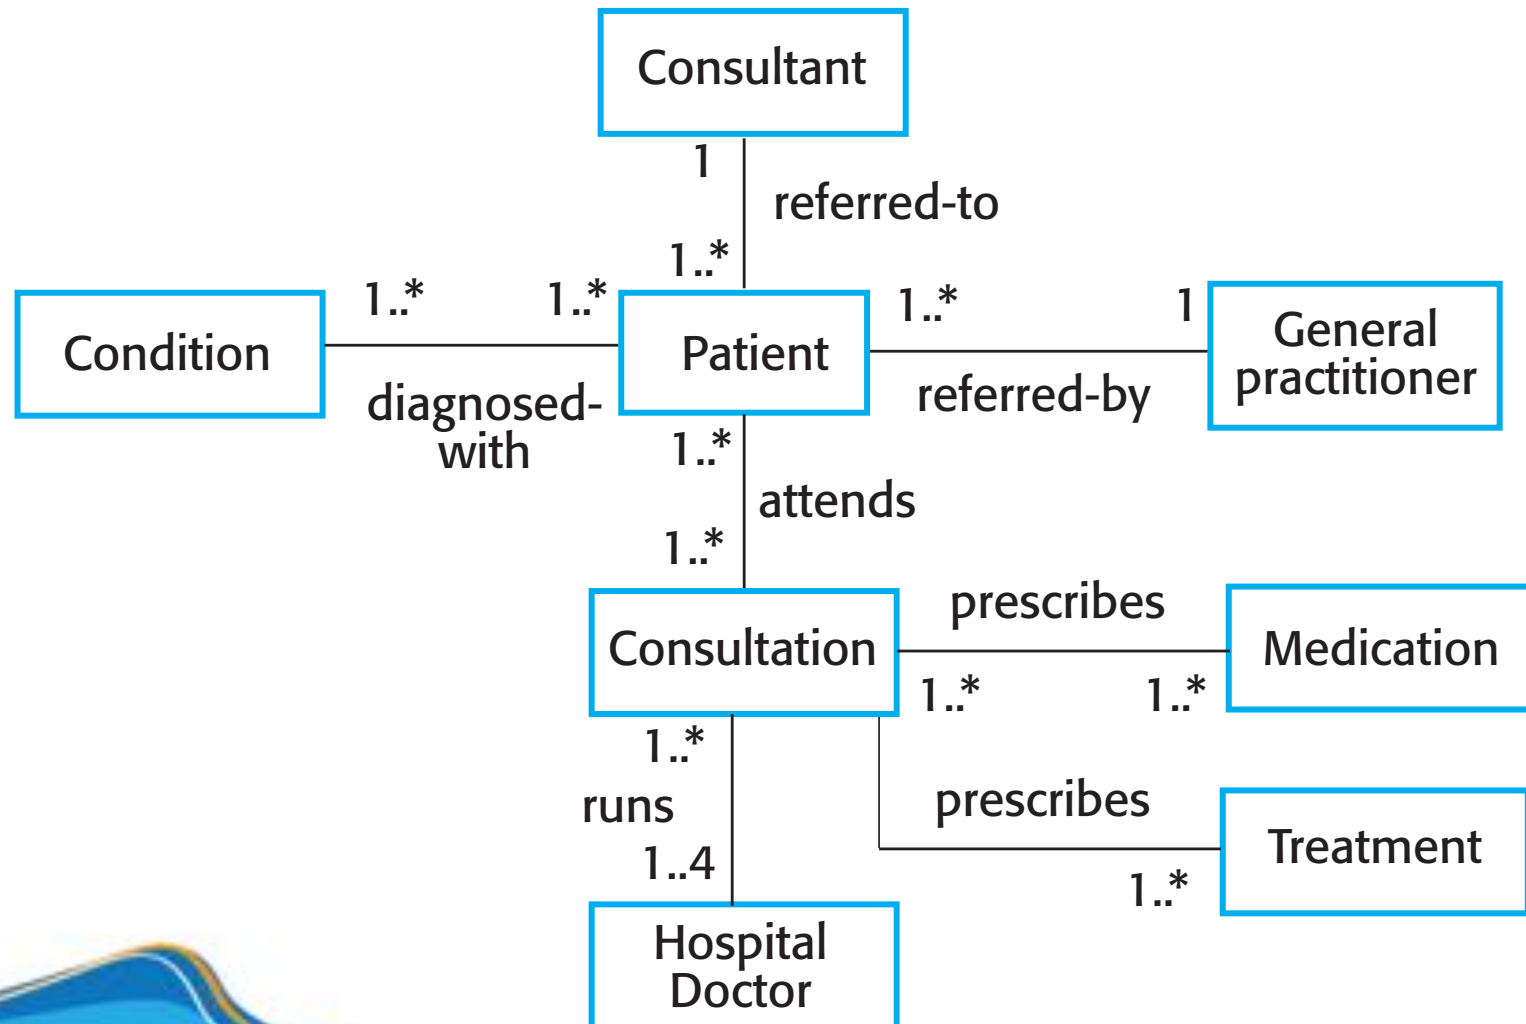 Consultant
1
referred-to
1..*
1..*
1..*
1..*
1
Condition
Patient
General
practitioner
diagnosed-
with
referred-by
1..*
attends
1..*
prescribes
Consultation
Medication
1..*
1..*
1..*
runs
prescribes
1..4
Treatment
1..*
Hospital
Doctor